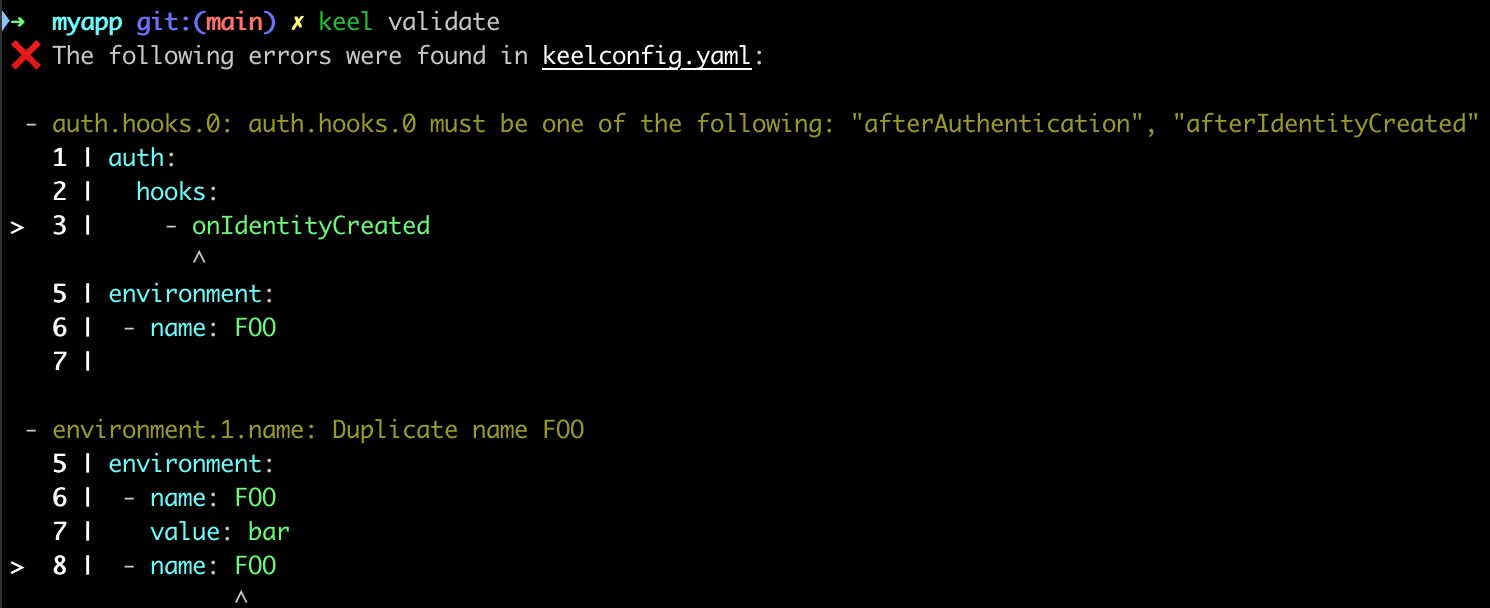 ➜  myapp git:(main) ✗ keel validate
❌ The following errors were found in keelconfig.yaml:
 - auth.hooks.0: auth.hooks.0 must be one of the following: "afterAuthentication", "afterIdentityCreated"
   1 | auth:
   2 |   hooks:
>  3 |     - onIdentityCreated
             ^
   5 | environment:
   6 |  - name: FOO
   7 |
 - environment.1.name: Duplicate name FOO
   5 | environment:
   6 |  - name: FOO
   7 |    value: bar
>  8 |  - name: FOO
                ^